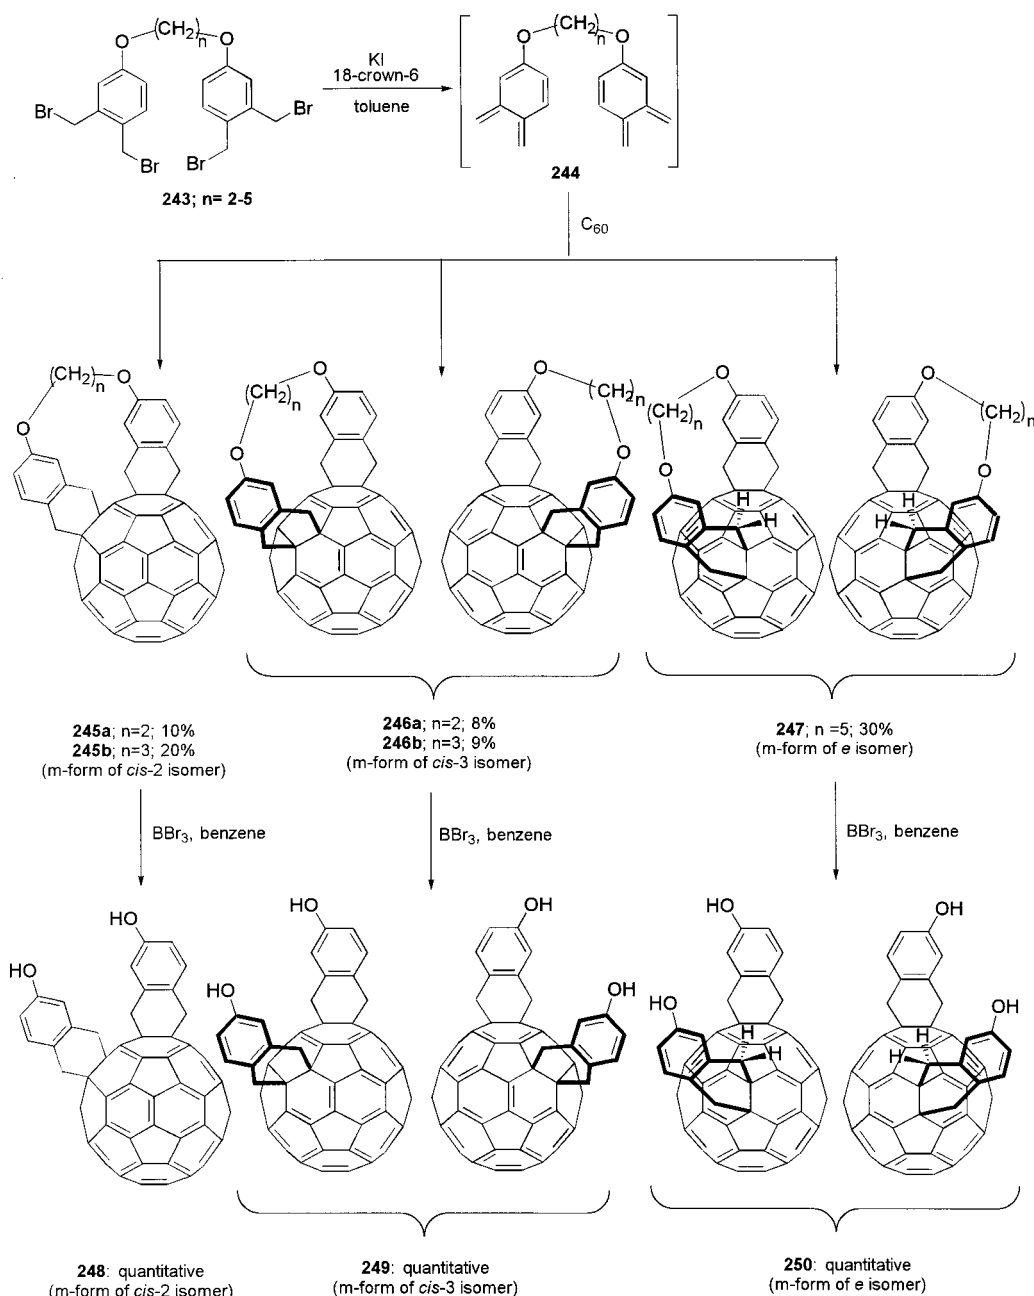 O (CH2)n O
KI
18-crown-6
toluene
O (CH2)n O
Br Br
Br Br
243; n= 2-5
244
C60
(CH2)n O
O
O
(CH2)n
O
O
(CH2)n
O
O
(CH2)n
O
H
H
O
(CH2)n
O
H
H
245a; n=2; 10%
245b; n=3; 20%
(m-form of cis-2 isomer)
246a; n=2; 8%
246b; n=3; 9%
(m-form of cis-3 isomer)
247; n =5; 30%
(m-form of e isomer)
BBr3, benzene
BBr3, benzene
BBr3, benzene
HO
HO
HO
HO
OH
OH
HO
HO
H
H
OH
OH
H
H
248: quantitative
(m-form of cis-2 isomer)
249: quantitative
(m-form of cis-3 isomer)
250: quantitative
(m-form of e isomer)